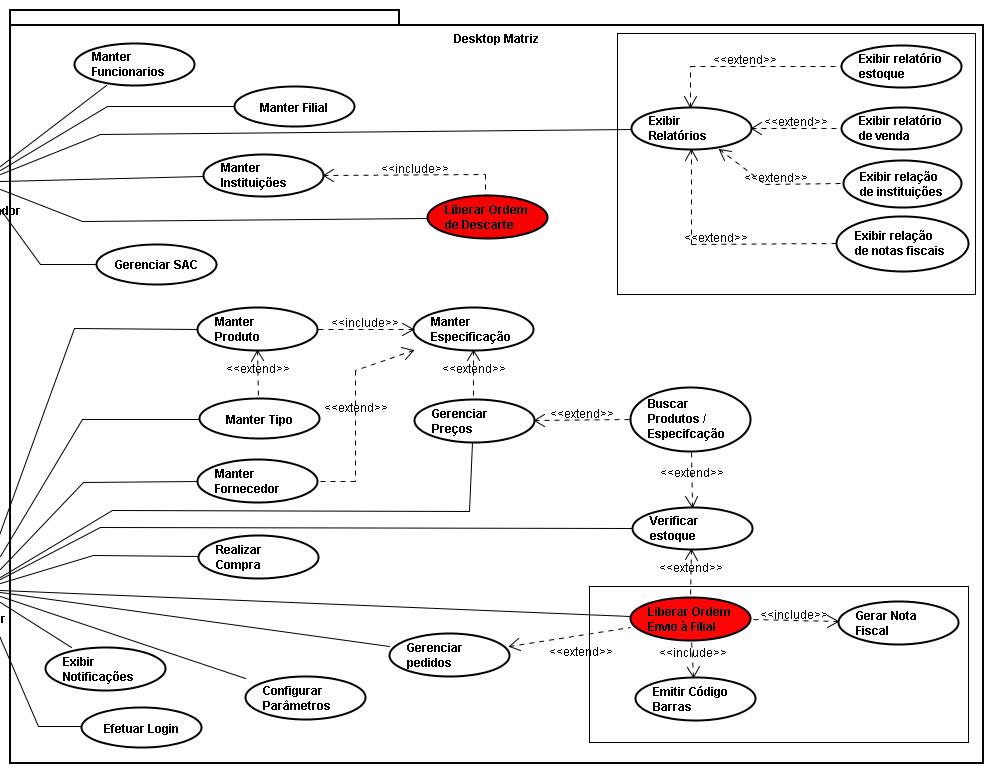 Desktop Matriz
Manter
Funcionarios
Manter Filial
<<extend>>
Exibir relatório
estoque
Exibir
Relatórios
<<extend>>
Exibir relatório
de venda
Manter
Instituições
<<include>>
<<extend>>
Exibir relação
de instituições
Liberar Ordem
de Descarte
ador
Gerenciar SAC
<<extend>>
Exibir relação
de notas fiscais
Manter
Produto
<<include>>
Manter
Especificação
<<extend>>
<<extend>>
Manter Tipo
<<extend>>
Gerenciar
Preços
<<extend>>
Buscar
Produtos /
Especifcação
Manter
Fornecedor
<<extend>>
Verificar
estoque
Realizar
Compra
<<extend>>
r
Liberar Ordem
Envio à Filial
<<include>>
Gerar Nota
Fiscal
Gerenciar
pedidos
<<extend>>
<<include>>
Exibir
Notificações
Configurar
Parâmetros
Emitir Código
Barras
Efetuar Login